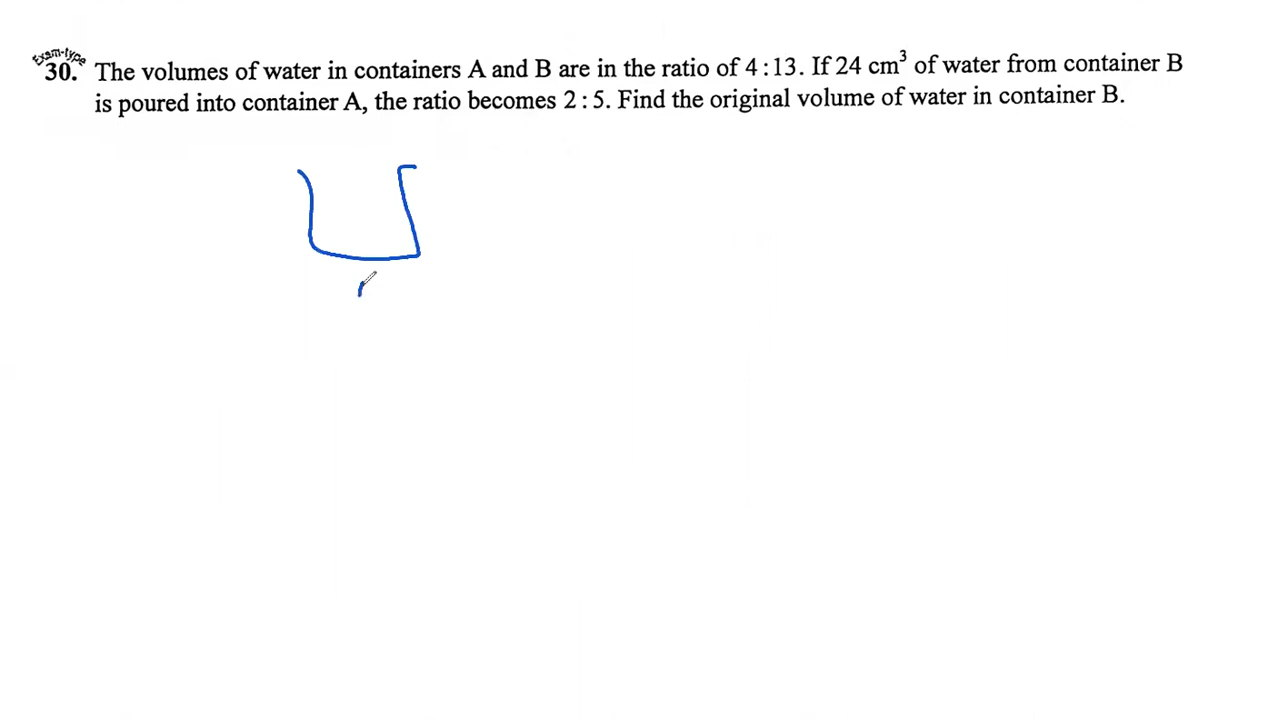 Exam-type
30. The volumes of water in containers A and B are in the ratio of 4 : 13. If 24 cm³ of water from container B
is poured into container A, the ratio becomes 2 : 5. Find the original volume of water in container B.